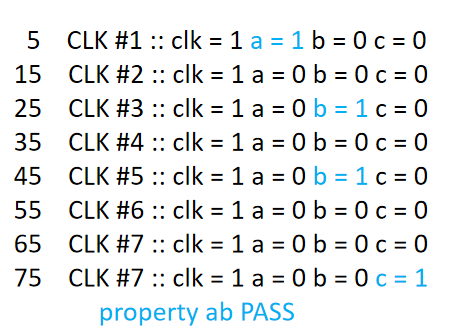 5 CLK #1 :: clk = 1 a = 1 b = 0 c = 0
15 CLK #2 :: clk = 1 a = 0 b = 0 c = 0
25 CLK #3 :: clk = 1 a = 0 b = 1 c = 0
35 CLK #4 :: clk = 1 a = 0 b = 0 c = 0
45 CLK #5 :: clk = 1 a = 0 b = 1 c = 0
55 CLK #6 :: clk = 1 a = 0 b = 0 c = 0
65 CLK #7 :: clk = 1 a = 0 b = 0 c = 0
75 CLK #7 :: clk = 1 a = 0 b = 0 c = 1
property ab PASS